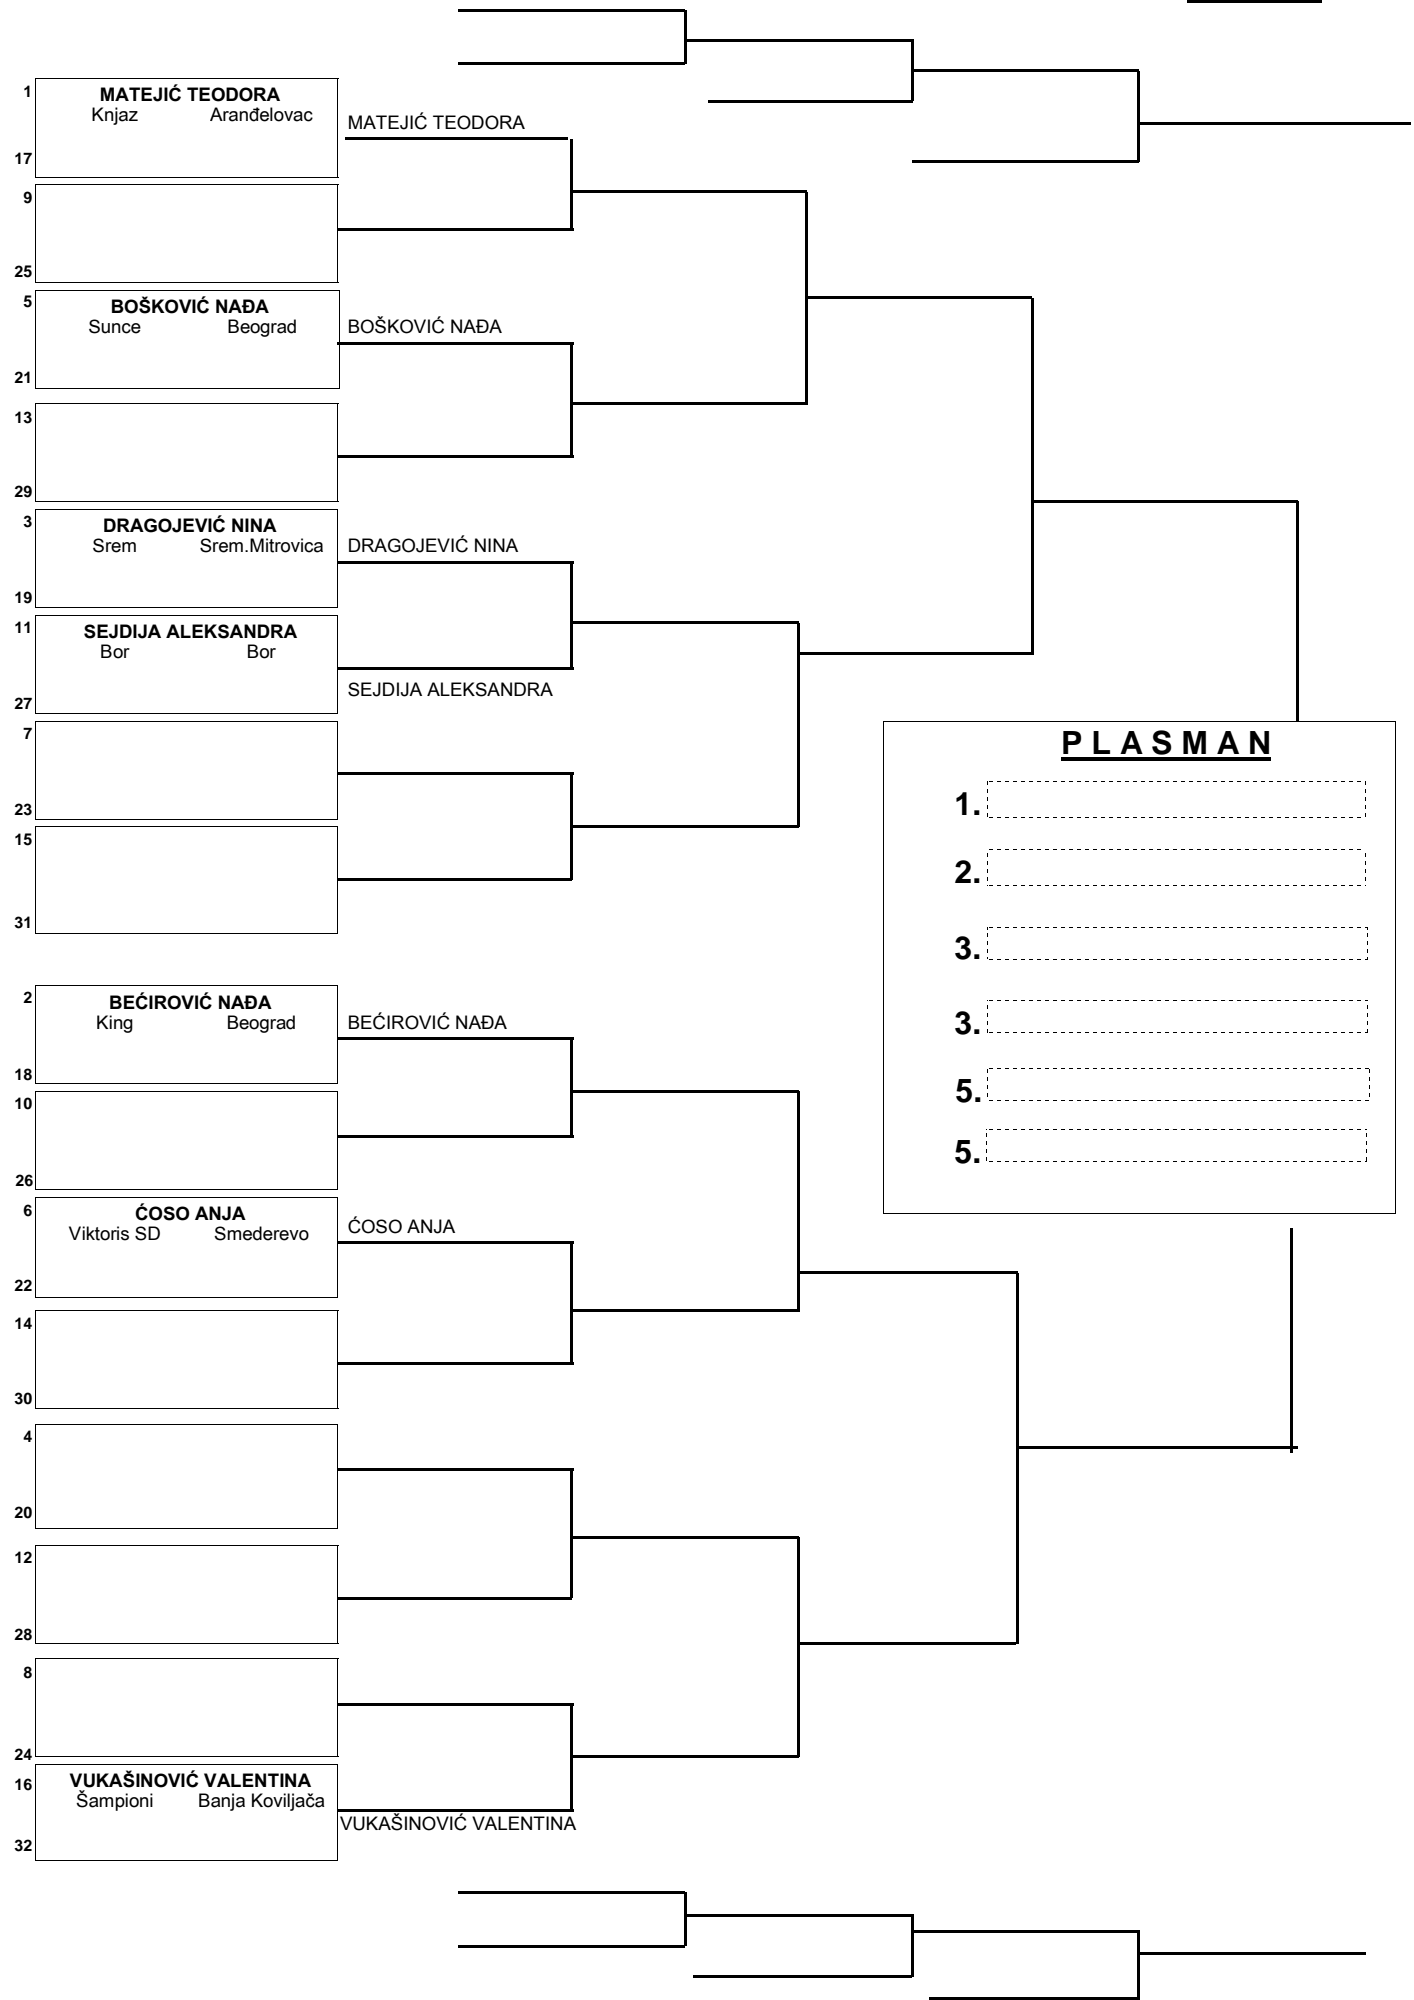 1
MATEJIĆ TEODORA
Knjaz Aranđelovac
MATEJIĆ TEODORA
17
9
25
5
BOŠKOVIĆ NAĐA
Sunce Beograd
BOŠKOVIĆ NAĐA
21
13
29
3
DRAGOJEVIĆ NINA
Srem Srem.Mitrovica
DRAGOJEVIĆ NINA
19
11
SEJDIJA ALEKSANDRA
Bor Bor
27
SEJDIJA ALEKSANDRA
7
23
15
31
P L A S M A N
1.
2.
3.
3.
5.
5.
2
BEĆIROVIĆ NAĐA
King Beograd
BEĆIROVIĆ NAĐA
18
10
26
6
ĆOSO ANJA
Viktoris SD Smederevo
ĆOSO ANJA
22
14
30
4
20
12
28
8
24
16
VUKAŠINOVIĆ VALENTINA
Šampioni Banja Koviljača
VUKAŠINOVIĆ VALENTINA
32